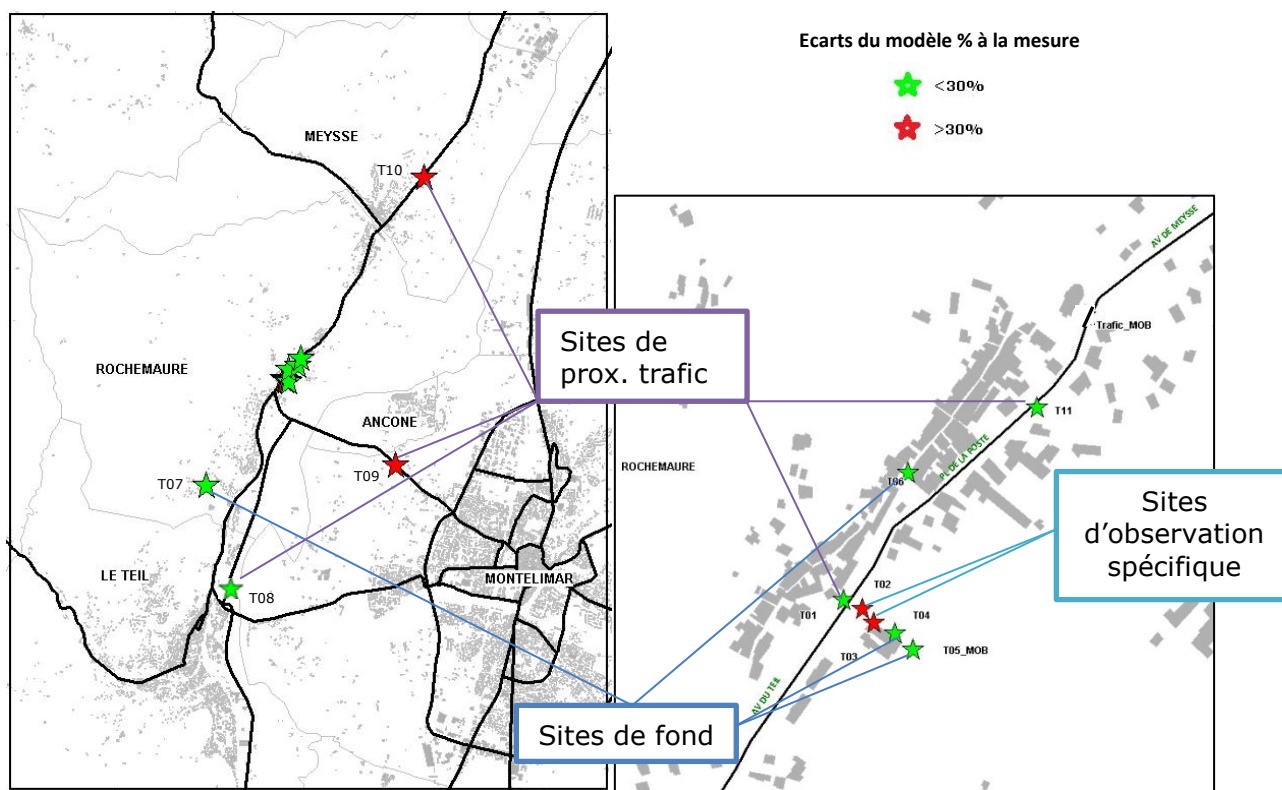 Ecarts du modèle % à la mesure
<30%
>30%
MEYSSE
T10
ROCHEMAURE
ANCONE
T09
T07
LE TEIL
T08
MONTELIMAR
Sites de
prox. trafic
AV DE MEYSSE
Trafic_MOB
T11
PL DE LA POSTE
ROCHEMAURE
T06
Sites
d'observation
spécifique
T02
T01
T04
T03
T05_MOB
AV DU TEIL
Sites de fond